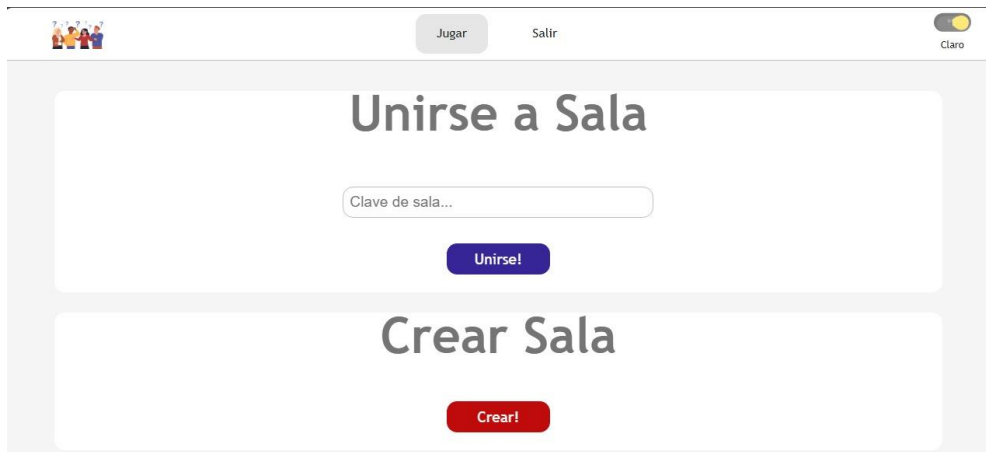 Jugar Salir
Claro
Unirse a Sala
Clave de sala...
Unirse!
Crear Sala
Crear!